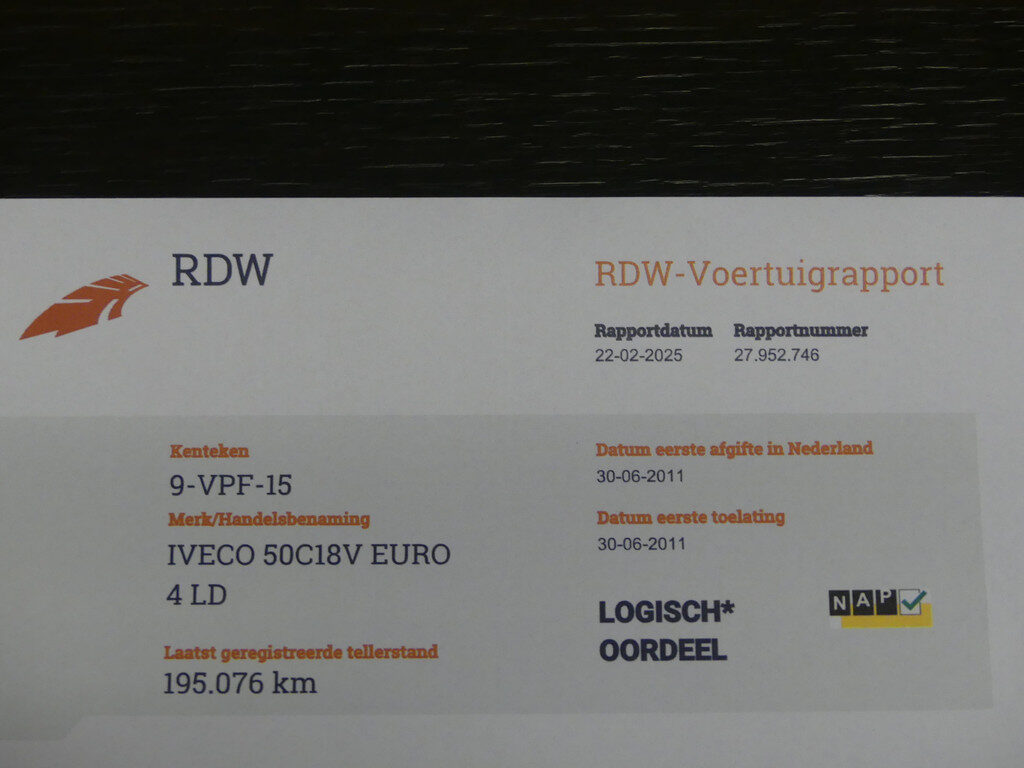 RDW
RDW-Voertuigrapport
Rapportdatum Rapportnummer
22-02-2025 27.952.746
Kenteken
9-VPF-15
Merk/Handelsbenaming
IVECO 50C18V EURO
4 LD
Laatst geregistreerde tellerstand
195.076 km
Datum eerste afgifte in Nederland
30-06-2011
Datum eerste toelating
30-06-2011
LOGISCH*
OORDEEL
NAP